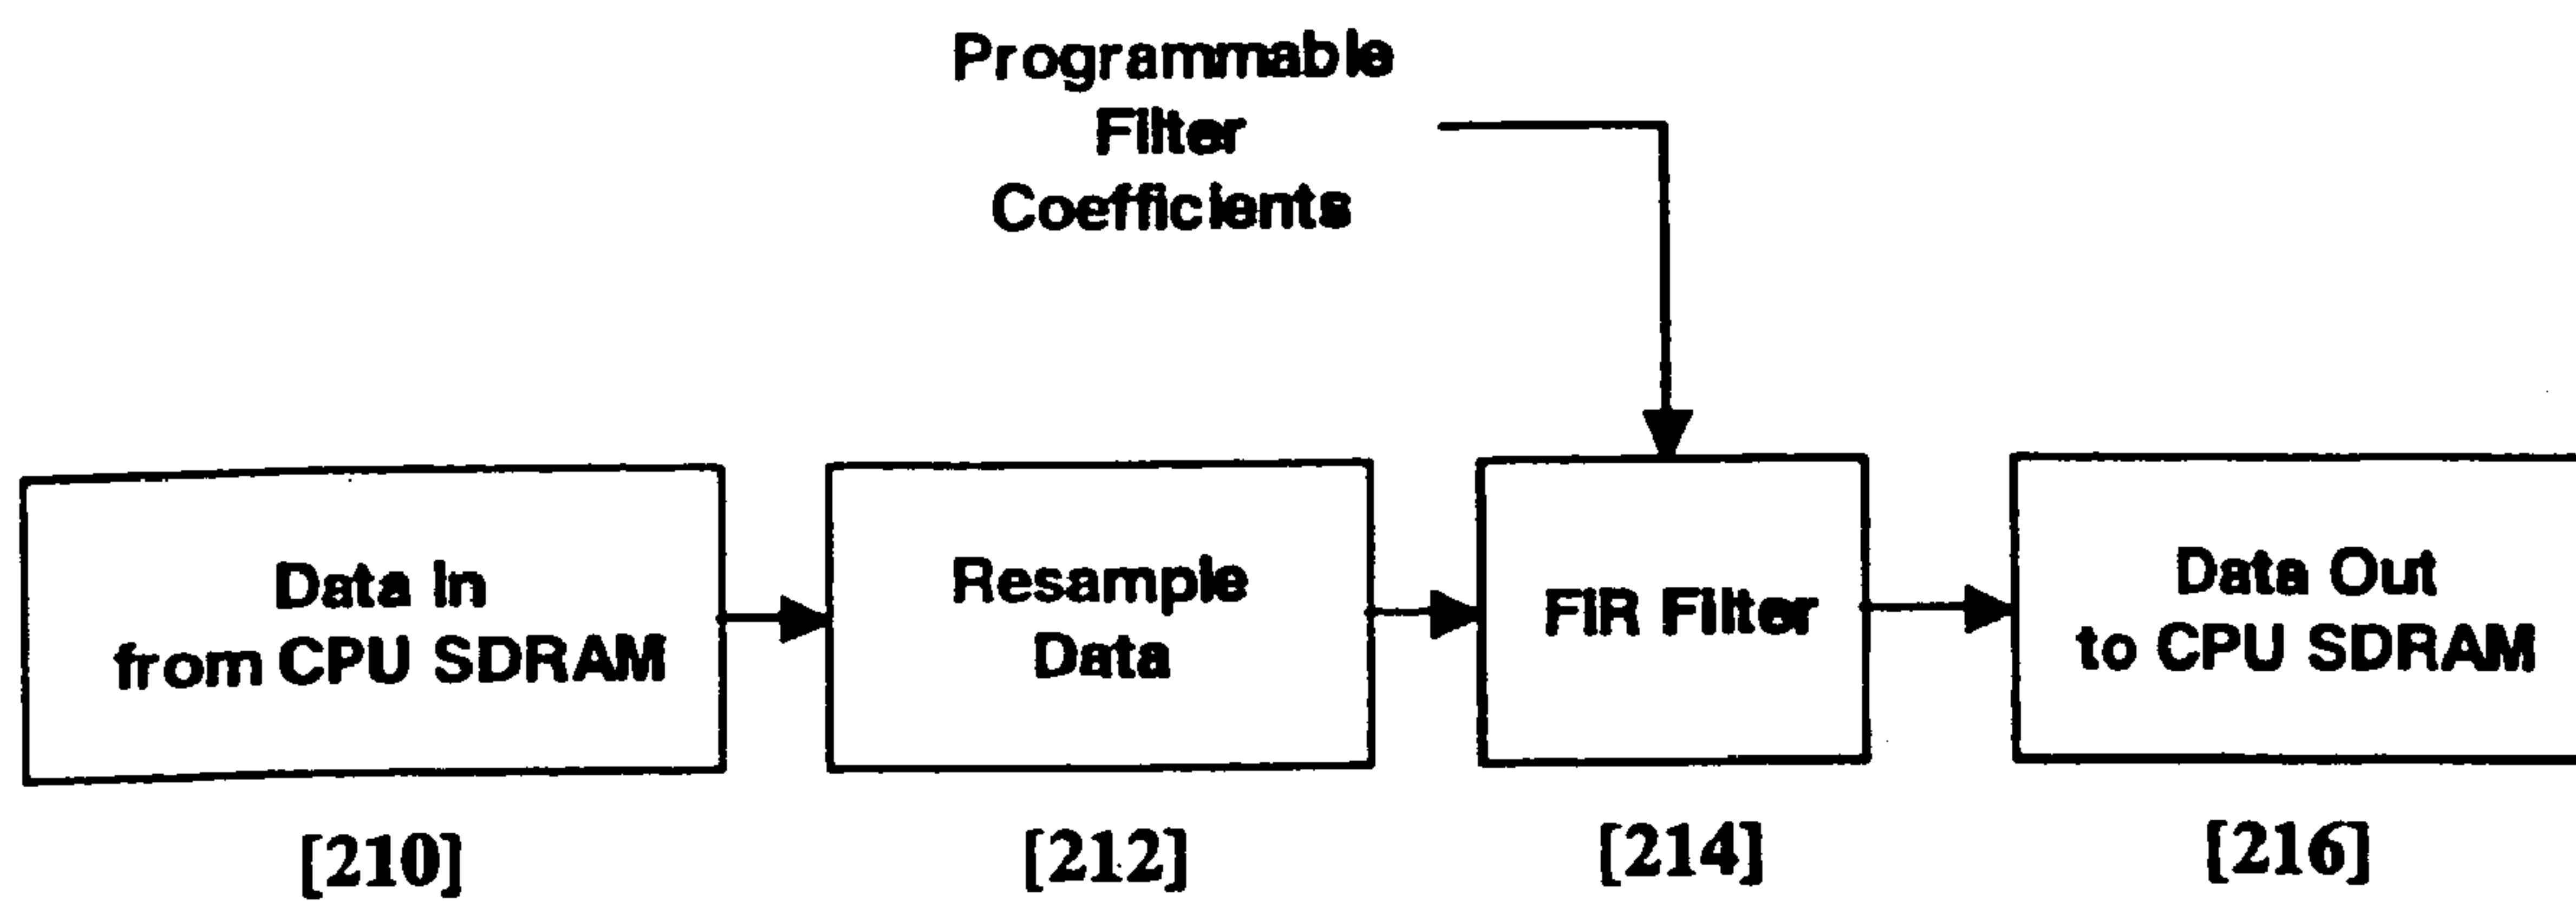 Programmable
Filter
Coefficients
Data In
from CPU SDRAM
Resample
Data
FIR Filter
Data Out
to CPU SDRAM
[210]
[212]
[214]
[216]